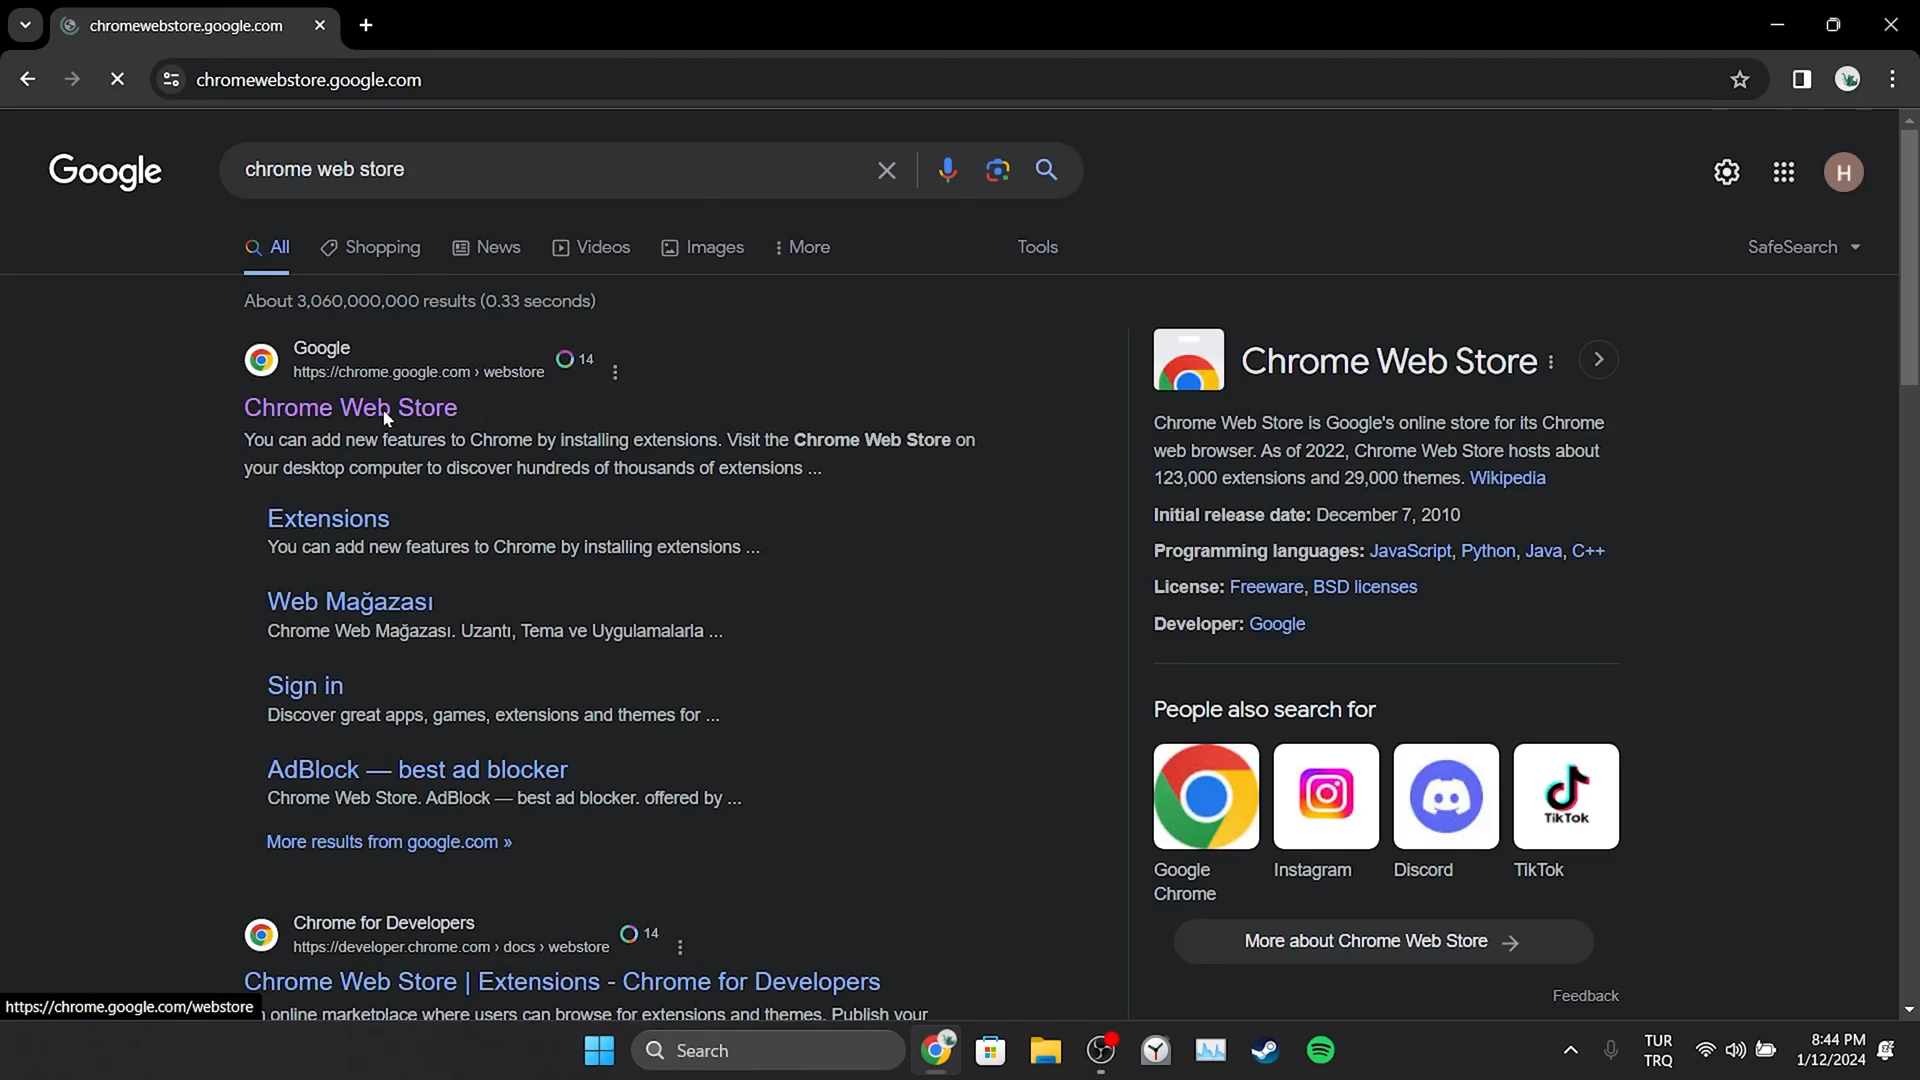 chromewebstore.google.com
chromewebstore.google.com
Google
chrome web store
H
All
Shopping
News
Videos
Images
More
Tools
SafeSearch
About 3,060,000,000 results (0.33 seconds)
Google
https://chrome.google.com › webstore
14
Chrome Web Store
You can add new features to Chrome by installing extensions. Visit the Chrome Web Store on
your desktop computer to discover hundreds of thousands of extensions ...
Extensions
You can add new features to Chrome by installing extensions ...
Web Mağazası
Chrome Web Mağazası. Uzantı, Tema ve Uygulamalarla ...
Sign in
Discover great apps, games, extensions and themes for ...
AdBlock — best ad blocker
Chrome Web Store. AdBlock — best ad blocker. offered by ...
More results from google.com »
Chrome for Developers
https://developer.chrome.com › docs › webstore
14
Chrome Web Store | Extensions - Chrome for Developers
online marketplace where users can browse for extensions and themes. Publish your
https://chrome.google.com/webstore
Chrome Web Store
Chrome Web Store is Google's online store for its Chrome
web browser. As of 2022, Chrome Web Store hosts about
123,000 extensions and 29,000 themes. Wikipedia
Initial release date: December 7, 2010
Programming languages: JavaScript, Python, Java, C++
License: Freeware, BSD licenses
Developer: Google
People also search for
TikTok
Google
Chrome
Instagram
Discord
TikTok
More about Chrome Web Store
Feedback
Search
TUR
TRQ
8:44 PM
1/12/2024